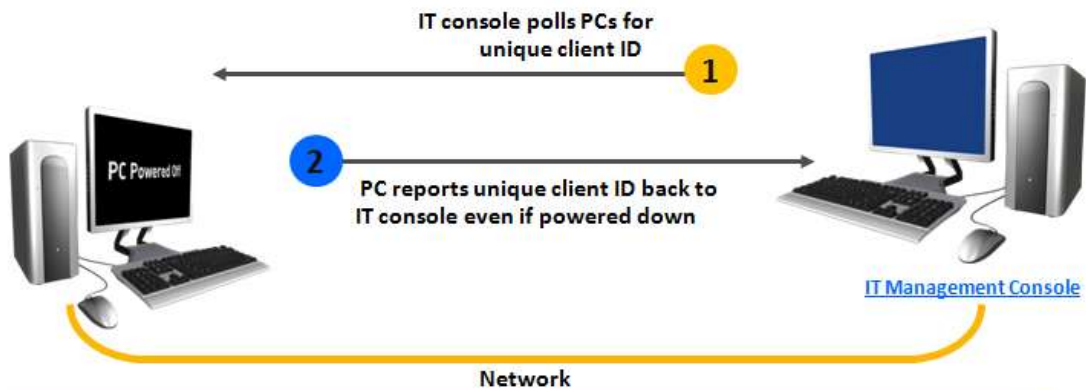 IT console polls PCs for
unique client ID
1
PC Powered Off
2
PC reports unique client ID back to
IT console even if powered down
IT Management Console
Network